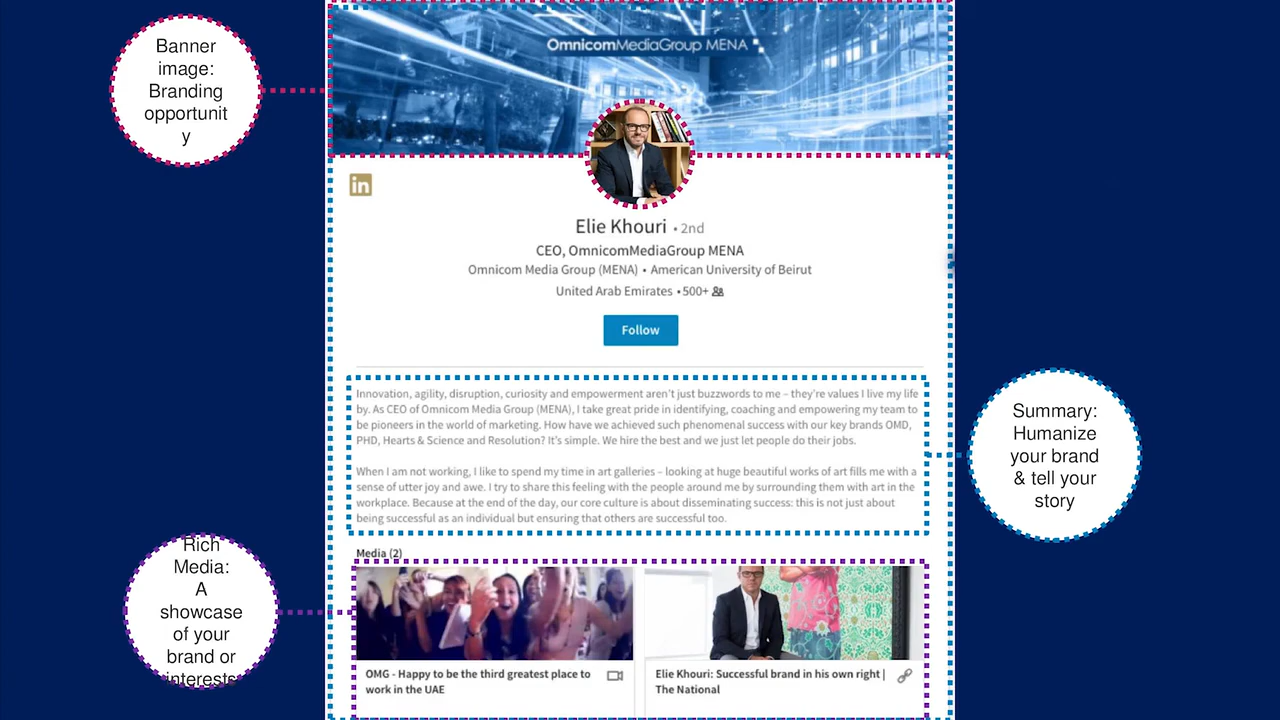 Banner
image:
Branding
opportunit
y
OmnicomMediaGroup MENA
in
Elie Khouri • 2nd
CEO, OmnicomMediaGroup MENA
Omnicom Media Group (MENA) • American University of Beirut
United Arab Emirates • 500+
Follow
Innovation, agility, disruption, curiosity and empowerment aren't just buzzwords to me – they're values I live my life
by. As CEO of Omnicom Media Group (MENA), I take great pride in identifying, coaching and empowering my team to
be pioneers in the world of marketing. How have we achieved such phenomenal success with our key brands OMD,
PHD, Hearts & Science and Resolution? It's simple. We hire the best and we just let people do their jobs.
When I am not working, I like to spend my time in art galleries – looking at huge beautiful works of art fills me with a
sense of utter joy and awe. I try to share this feeling with the people around me by surrounding them with art in the
workplace. Because at the end of the day, our core culture is about disseminating success: this is not just about
being successful as an individual but ensuring that others are successful too.
Summary:
Humanize
your brand
& tell your
story
Rich
Media:
A
showcase
of your
brand or
interests
Media (2)
OMG - Happy to be the third greatest place to
work in the UAE
Elie Khouri: Successful brand in his own right |
The National